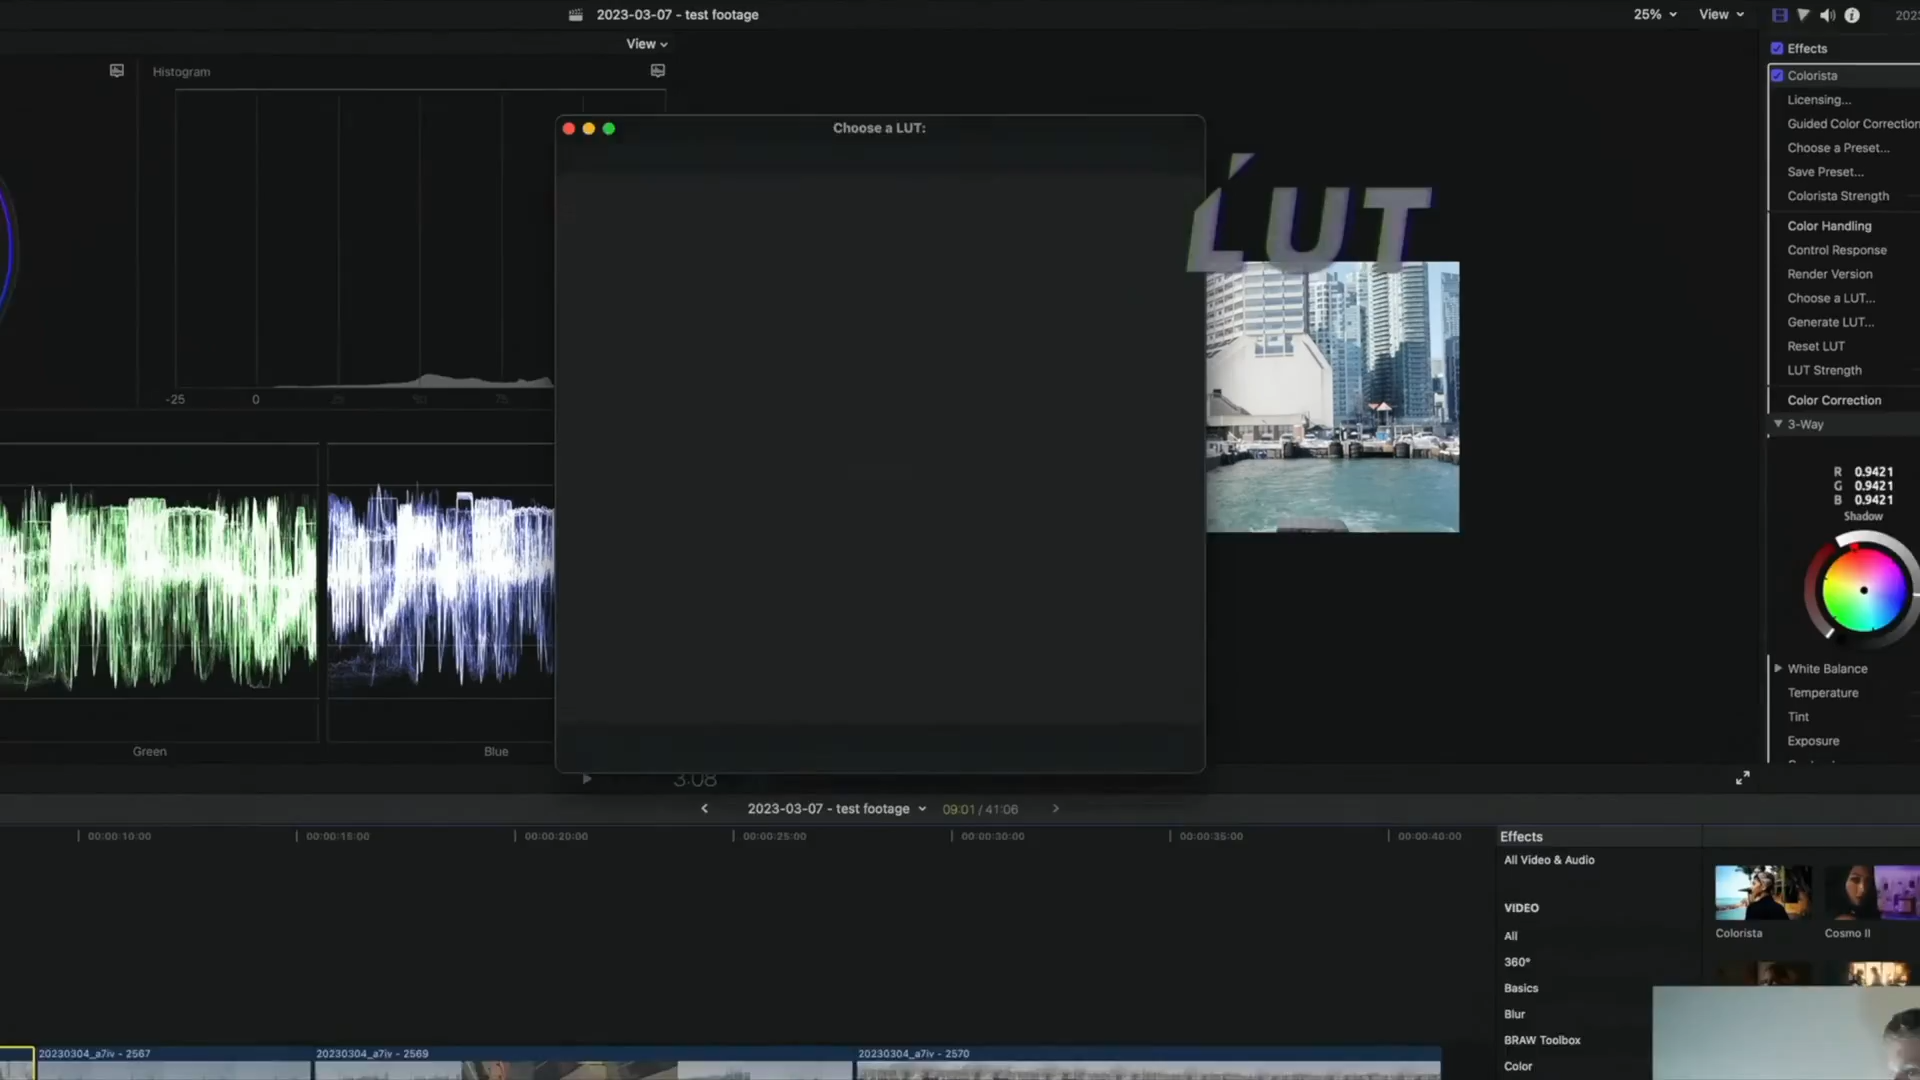 2023-03-07 - test footage
25%
View
View
Histogram
Choose a LUT:
LUT
-25
0
25
50
75
Green
Blue
3:08
Effects
Colorista
Licensing...
Guided Color Correction
Choose a Preset...
Save Preset...
Colorista Strength
Color Handling
Control Response
Render Version
Choose a LUT...
Generate LUT...
Reset LUT
LUT Strength
Color Correction
3-Way
R 0.9421
G 0.9421
B 0.9421
Shadow
White Balance
Temperature
Tint
Exposure
2023-03-07 - test footage
09:01 / 41:06
00:00:10:00
00:00:15:00
00:00:20:00
00:00:25:00
00:00:30:00
00:00:35:00
00:00:40:00
Effects
All Video & Audio
VIDEO
All
360°
Basics
Blur
BRAW Toolbox
Color
Colorista
Cosmo II
20230304_a7iv - 2567
20230304_a7iv - 2569
20230304_a7iv - 2570